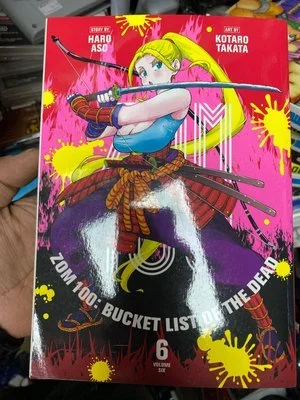 STORY BY
HARO
ASO
ART BY
KOTARO
TAKATA
ZOM 100: BUCKET LIST OF THE DEAD
6
VOLUME
SIX